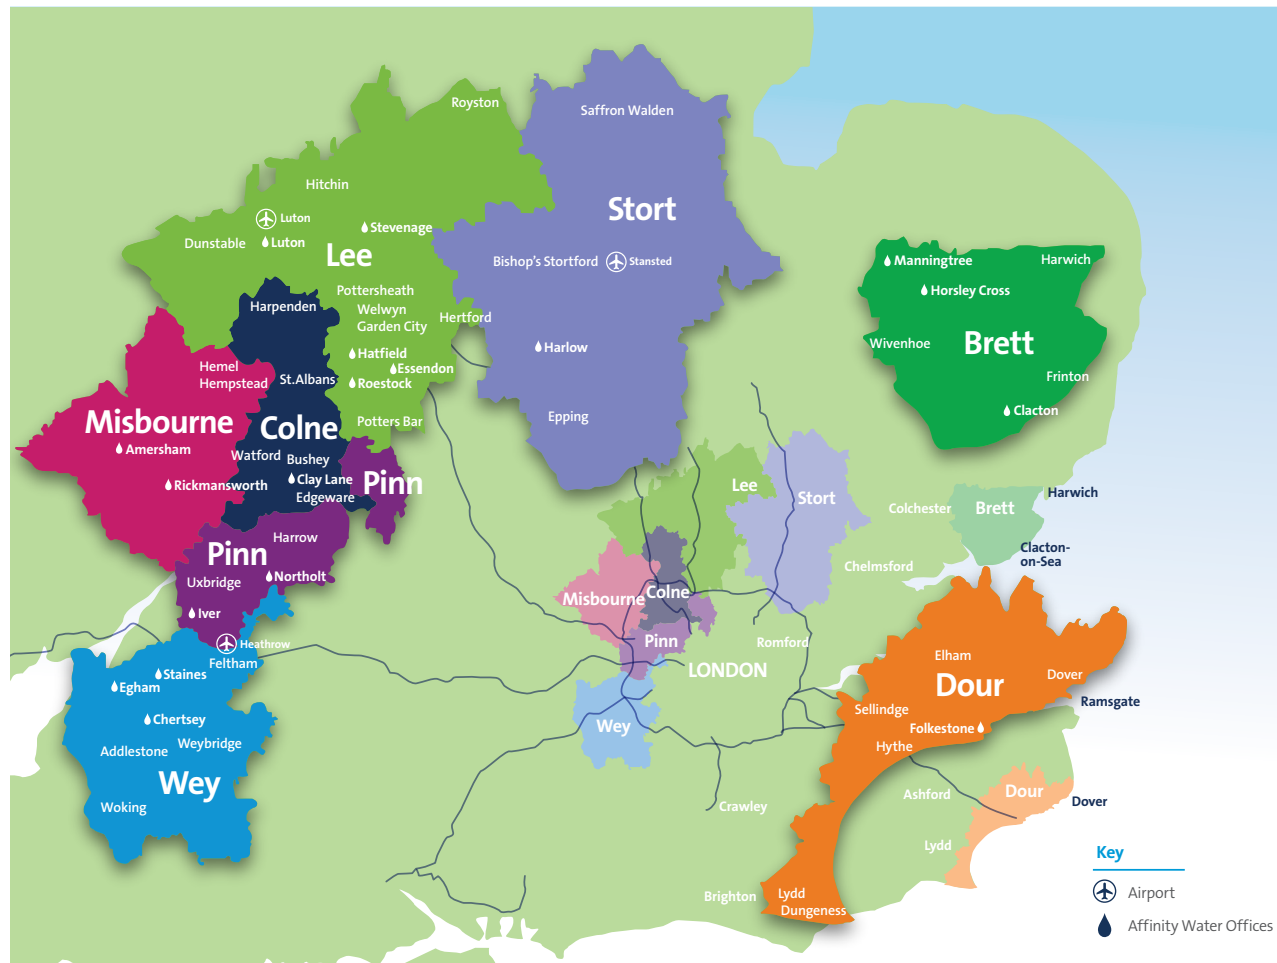 Royston
Saffron Walden
Hitchin
Luton
Stevenage
Dunstable
Luton
Lee
Stort
Bishop's Stortford
Stansted
Pottersheath
Welwyn
Garden City
Hertford
Harpenden
Hatfield
Essendon
Roestock
Harlow
Hemel
Hempstead
St.Albans
Potters Bar
Epping
Misbourne
Amersham
Rickmansworth
Colne
Watford
Bushey
Clay Lane
Edgeware
Pinn
Pinn
Harrow
Uxbridge
Northolt
Iver
Heathrow
Feltham
Staines
Egham
Chertsey
Addlestone
Weybridge
Wey
Woking
Manningtree
Harwich
Horsley Cross
Wivenhoe
Brett
Frinton
Clacton
Lee
Stort
Colchester
Brett
Harwich
Clacton-
on-Sea
Chelmsford
Misbourne
Colne
Pinn
Romford
LONDON
Wey
Crawley
Brighton
Elham
Dour
Dover
Ramsgate
Sellindge
Folkestone
Hythe
Ashford
Dour
Dover
Lydd
Lydd
Dungeness
Key
Airport
Affinity Water Offices